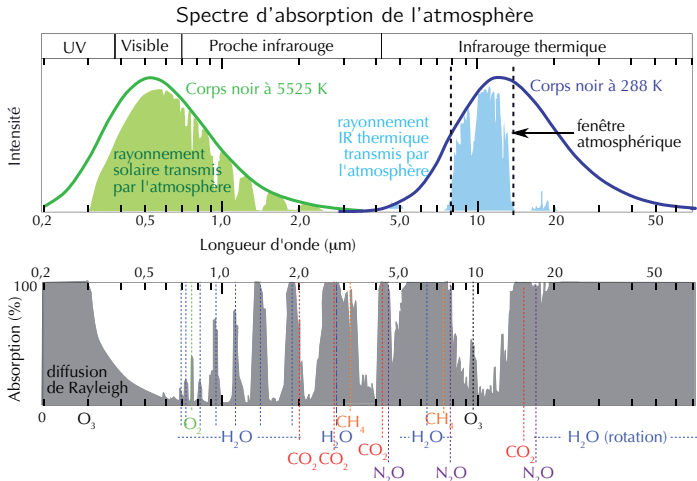 Spectre d'absorption de l'atmosphère
UV Visible Proche infrarouge Infrarouge thermique
Intensité
Corps noir à 5525 K
Corps noir à 288 K
rayonnement
solaire transmis
par l'atmosphère
rayonnement
IR thermique
transmis par
l'atmosphère
fenêtre
atmosphérique
0,2 0,5 1,0 2,0 5,0 10 20 50
Longueur d'onde (μm)
0,2 0,5 1,0 2,0 5,0 10 20 50
Absorption (%)
100
diffusion
de Rayleigh
0
O₃ O₂ CH₄ CH₄ O₃
H₂O H₂O H₂O H₂O (rotation)
CO₂ CO₂ CO₂ CO₂
N₂O N₂O N₂O